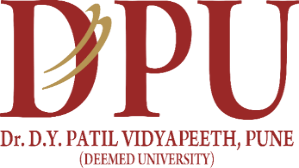 DPU
Dr. D.Y. PATIL VIDYAPEETH, PUNE
(DEEMED UNIVERSITY)